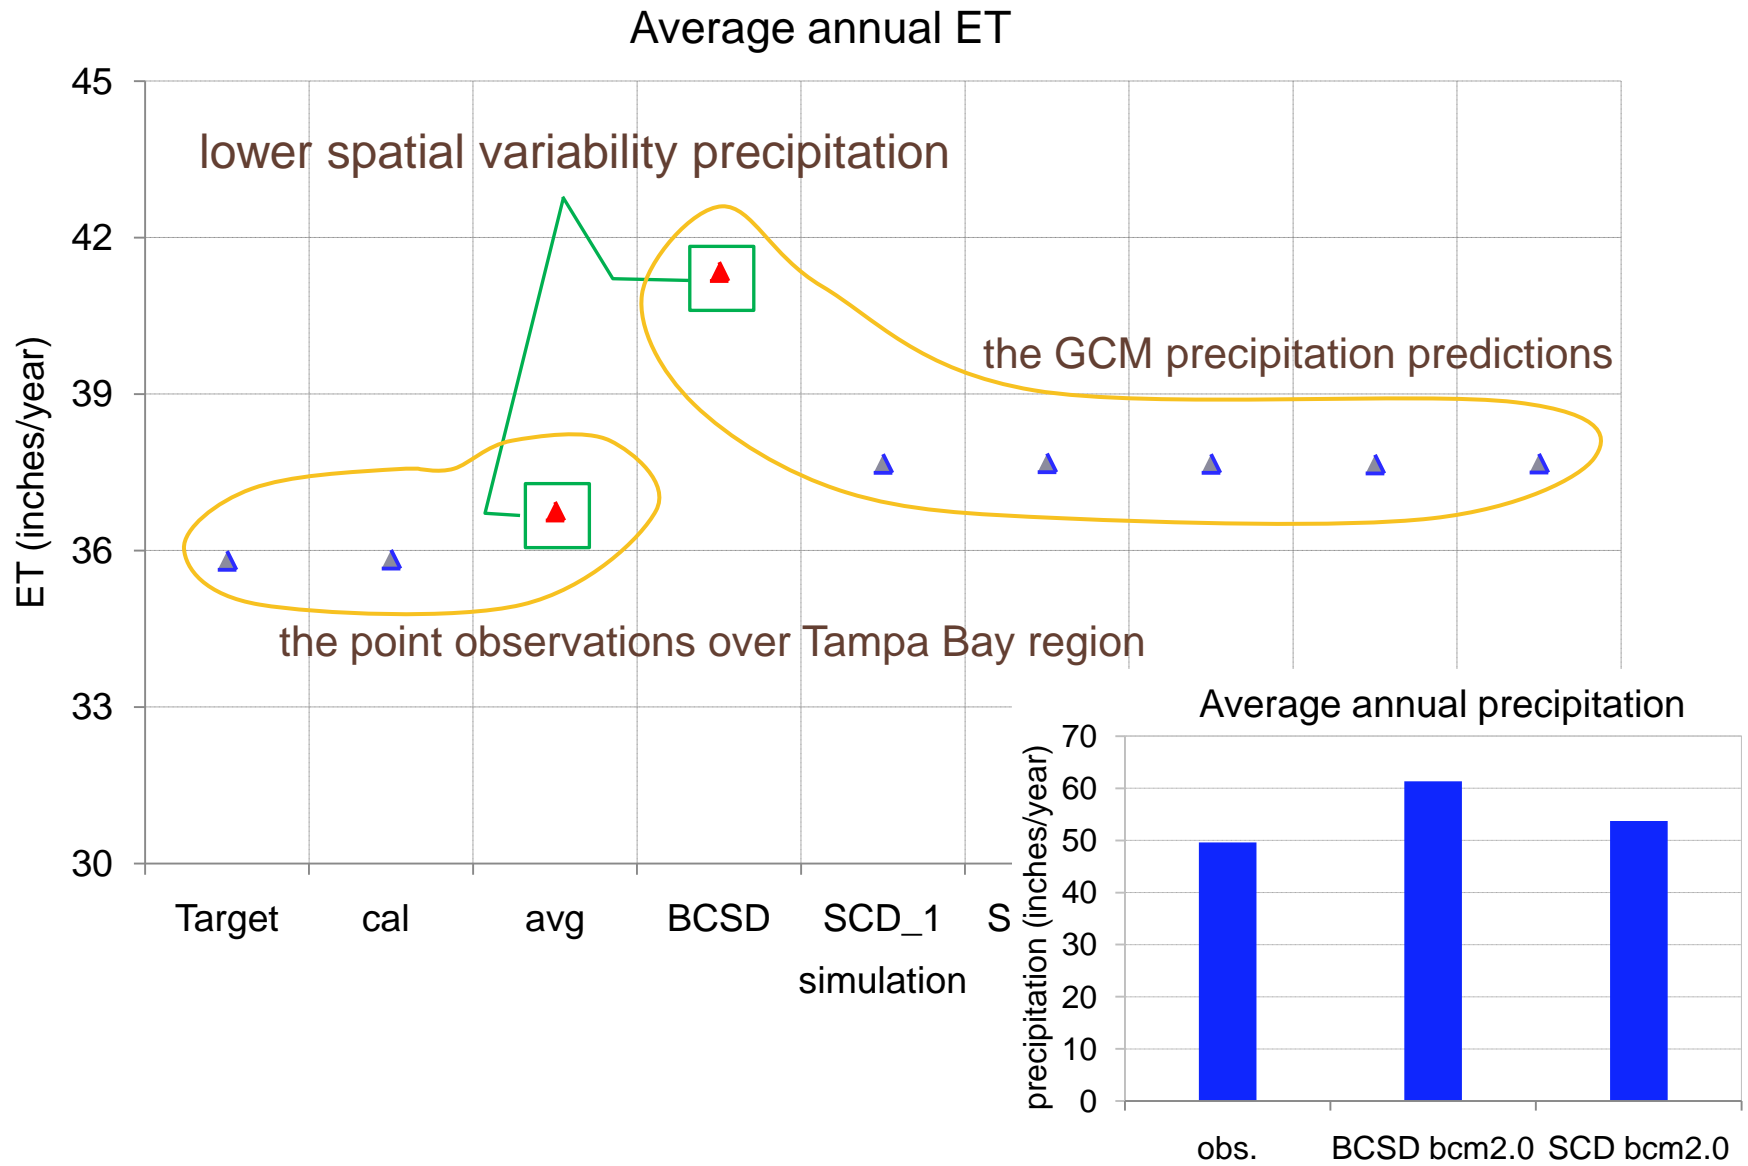 Average annual ET
45
lower spatial variability precipitation
42
the GCM precipitation predictions
39
ET (inches/year)
36
the point observations over Tampa Bay region
33
30
Target cal avg BCSD SCD_1 S
simulation
Average annual precipitation
precipitation (inches/year)
70
60
50
40
30
20
10
0
obs. BCSD bcm2.0 SCD bcm2.0